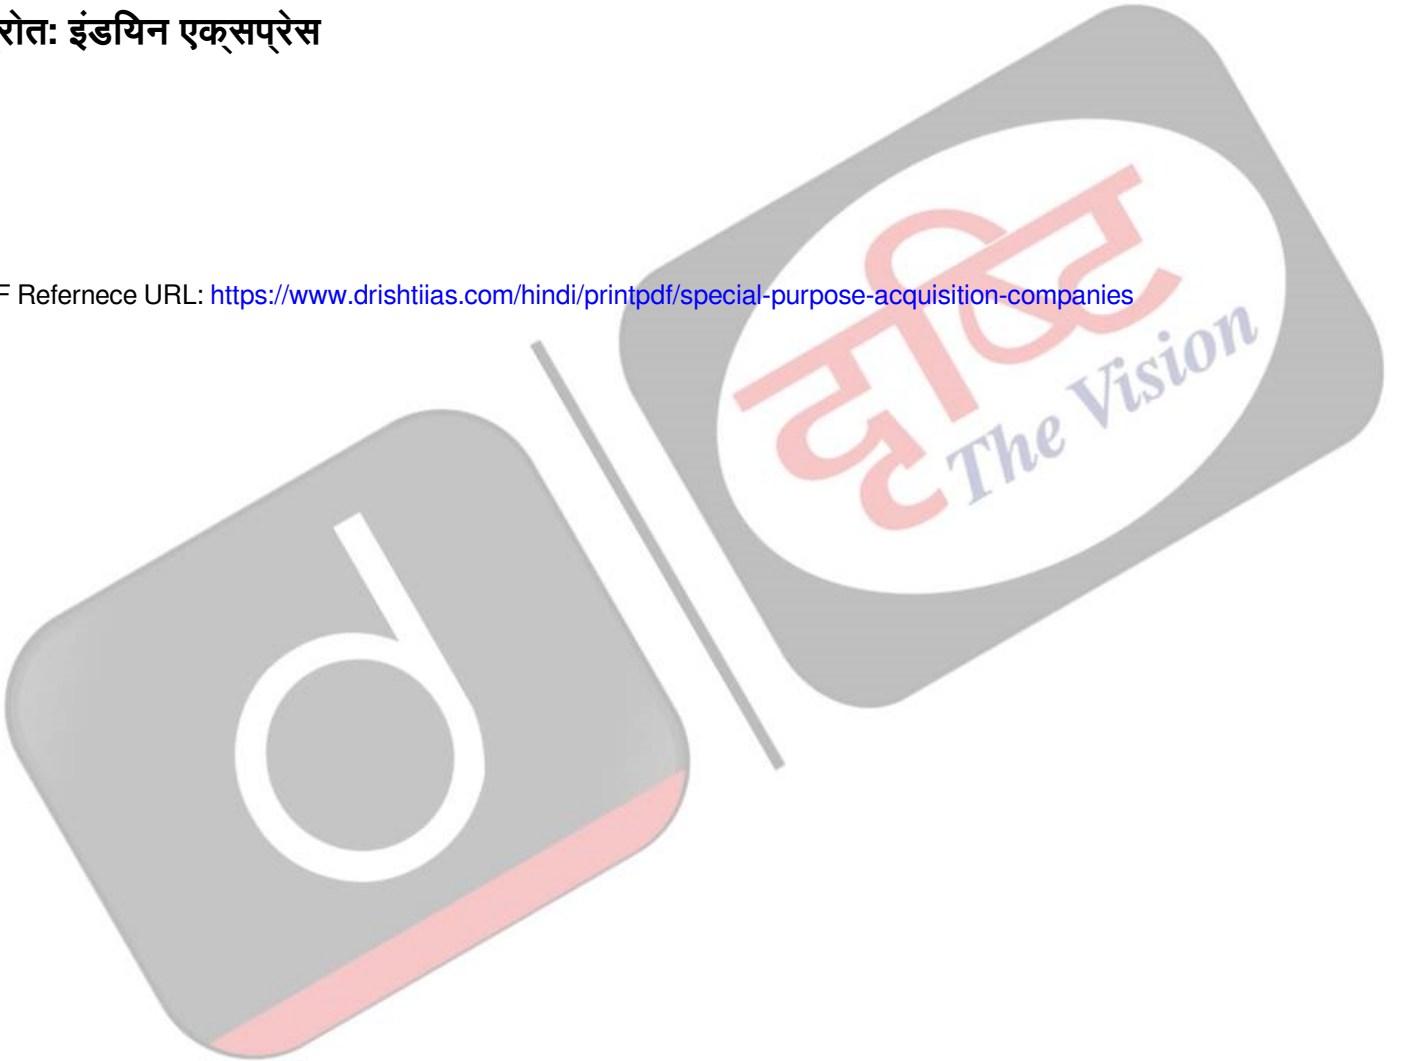 रोत: इंडियन एक्सप्रेस
F Refernece URL: https://www.drishtiias.com/hindi/printpdf/special-purpose-acquisition-companies
दृष्टि
The Vision
d